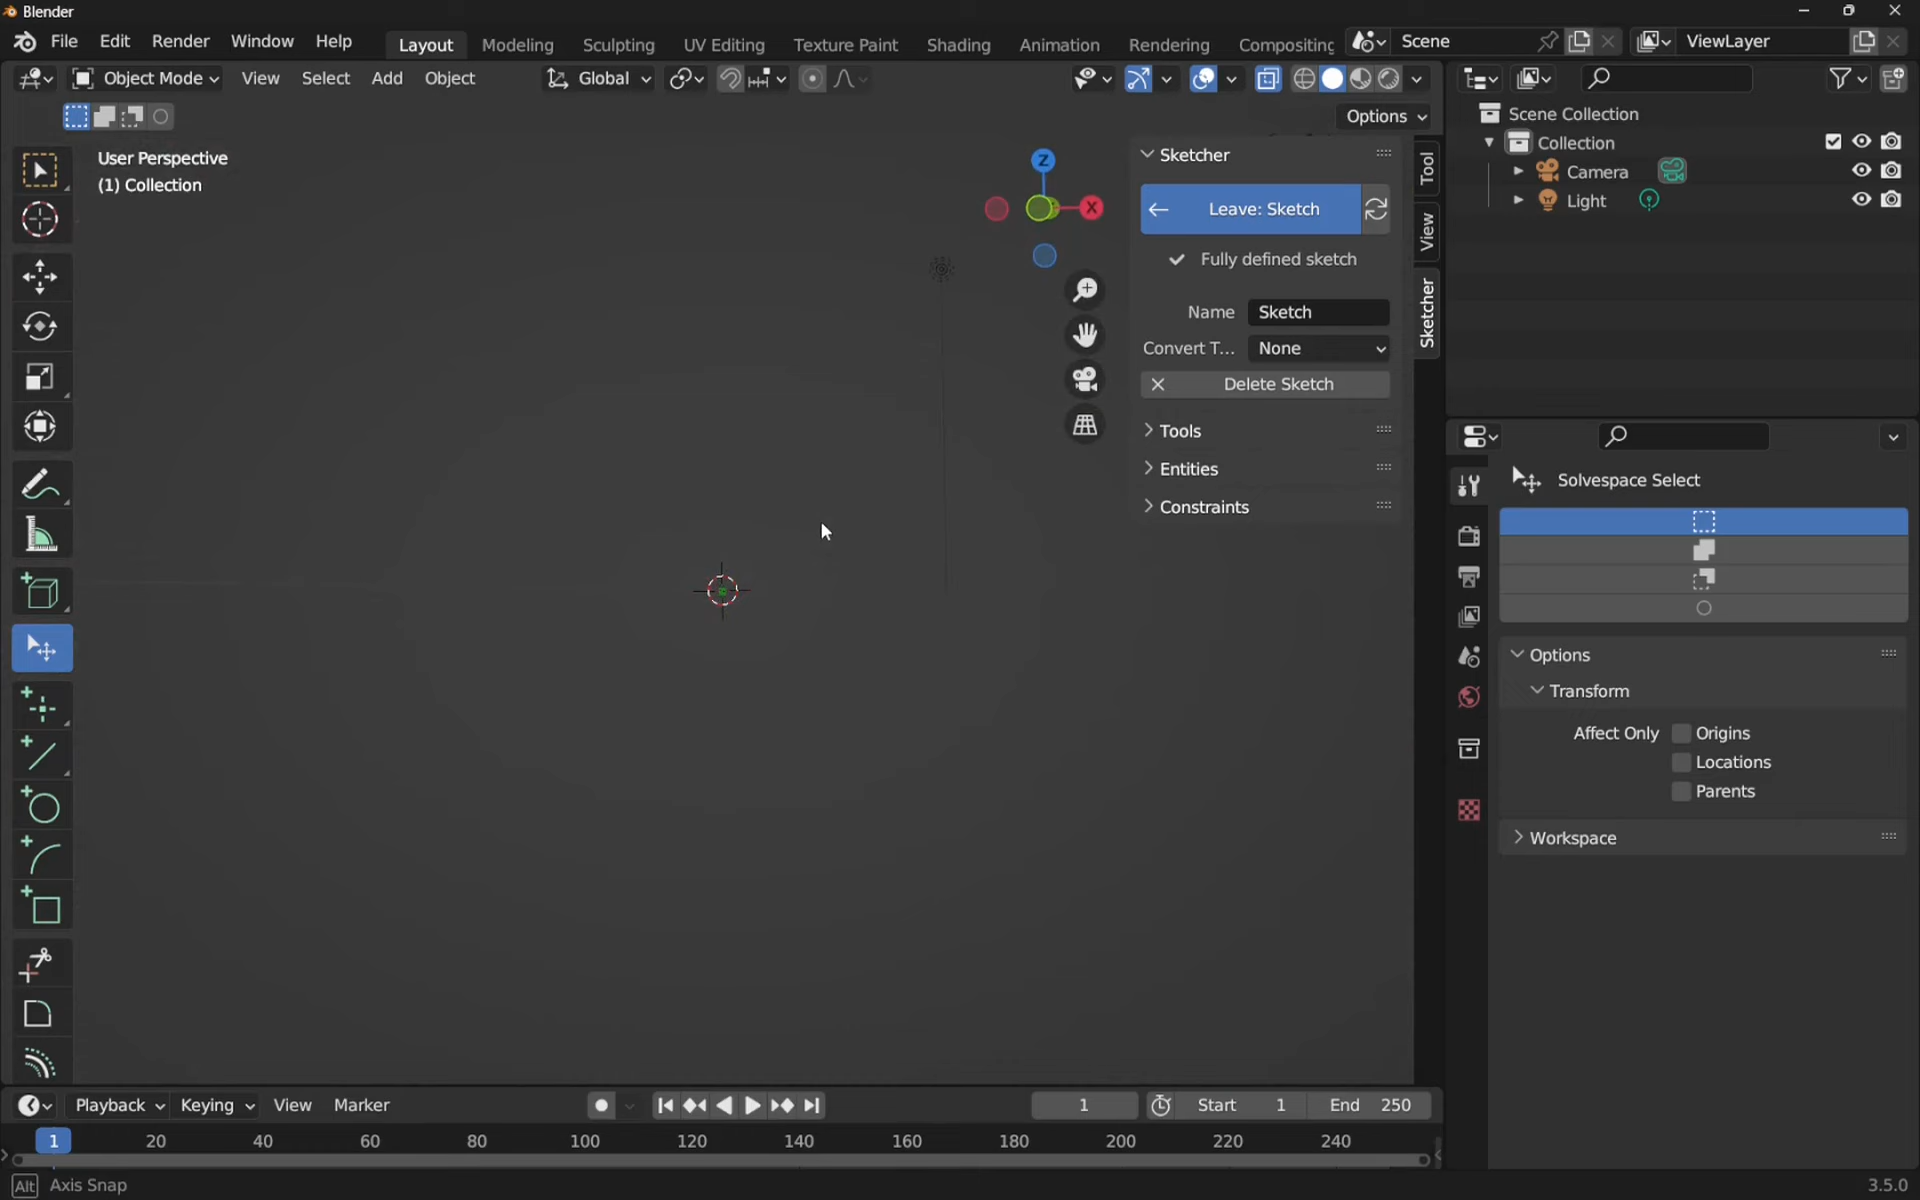 Blender
File Edit Render Window Help Layout Modeling Sculpting UV Editing Texture Paint Shading Animation Rendering Compositing Scene ViewLayer
Object Mode View Select Add Object Global
Options
User Perspective
(1) Collection
Z
X
Sketcher
Leave: Sketch
Fully defined sketch
Name Sketch
Convert T... None
Delete Sketch
Tools
Entities
Constraints
Tool
View
Sketcher
Scene Collection
Collection
Camera
Light
Solvespace Select
Options
Transform
Affect Only Origins
Locations
Parents
Workspace
Playback Keying View Marker 1 Start 1 End 250
1 20 40 60 80 100 120 140 160 180 200 220 240
Alt Axis Snap 3.5.0